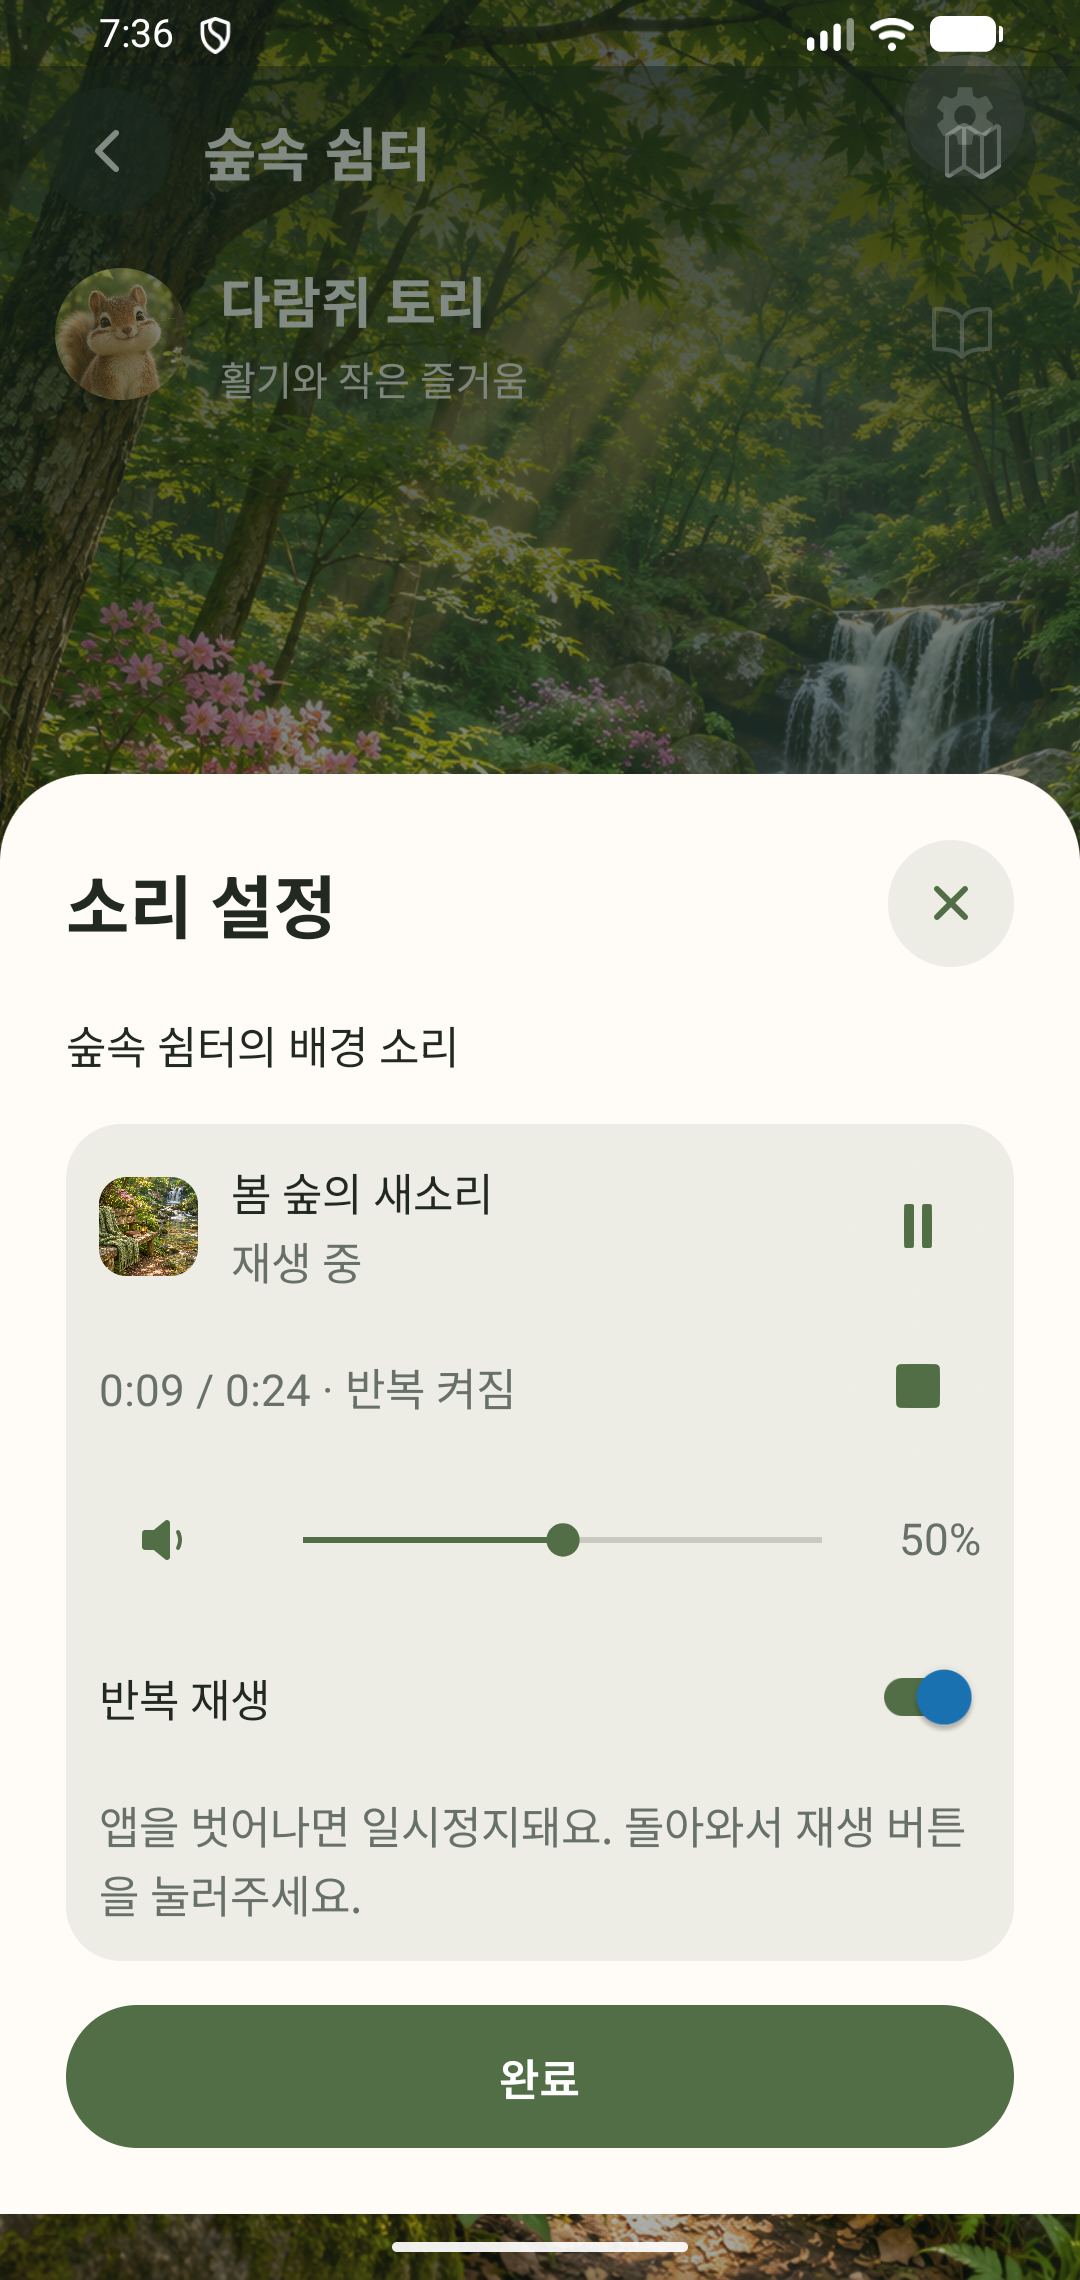 7:36
숲속 쉼터
다람쥐 토리
활기와 작은 즐거움
소리 설정
숲속 쉼터의 배경 소리
봄 숲의 새소리
재생 중
0:09 / 0:24 · 반복 켜짐
50%
반복 재생
앱을 벗어나면 일시정지돼요. 돌아와서 재생 버튼
을 눌러주세요.
완료